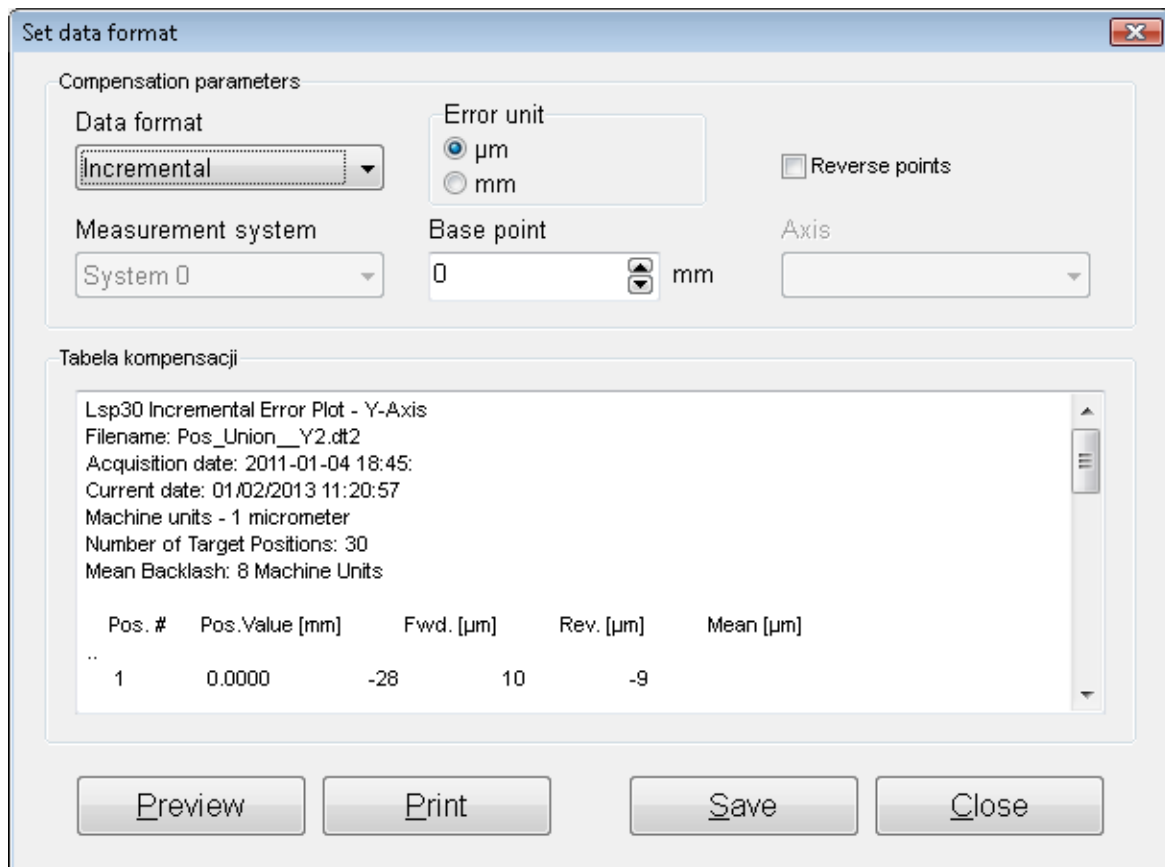 Set data format
Compensation parameters
Data format
Error unit
Incremental
µm
mm
Reverse points
Measurement system
Base point
Axis
System 0
0
mm
Tabela kompensacji
Lsp30 Incremental Error Plot - Y-Axis
Filename: Pos_Union__Y2.dt2
Acquisition date: 2011-01-04 18:45:
Current date: 01/02/2013 11:20:57
Machine units - 1 micrometer
Number of Target Positions: 30
Mean Backlash: 8 Machine Units
Pos. # Pos.Value [mm] Fwd. [µm] Rev. [µm] Mean [µm]
..
1 0.0000 -28 10 -9
Preview Print Save Close